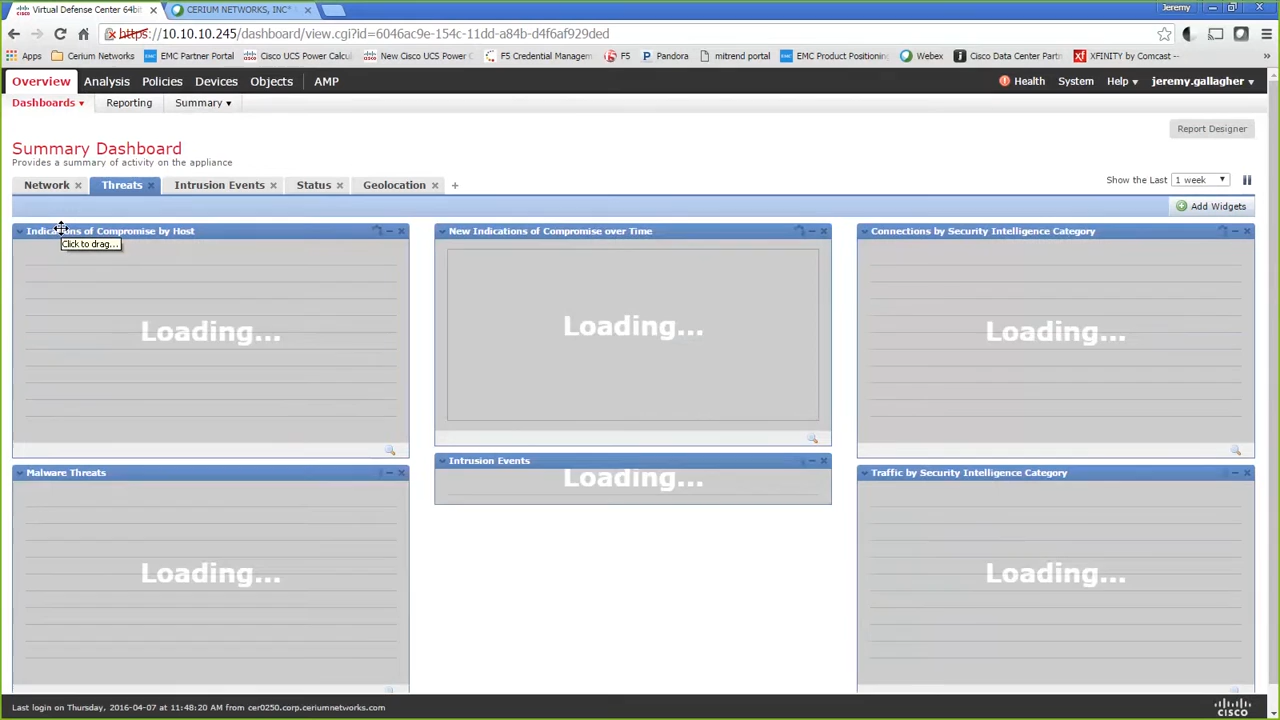 Virtual Defense Center 64bit
CERIUM NETWORKS, INC*
Jeremy
https://10.10.10.245/dashboard/view.cgi?id=6046ac9e-154c-11dd-a84b-d4f6a2929ded
Apps
Cerium Networks
EMC Partner Portal
Cisco UCS Power Calcul
New Cisco UCS Power
F5 Credential Managem
F5
Pandora
mitrend portal
EMC Product Positionin
Webex
Cisco Data Center Partn
XFINITY by Comcast --
»
Overview
Analysis
Policies
Devices
Objects
AMP
Health
System
Help
jeremy.gallagher
Dashboards
Reporting
Summary
Report Designer
Summary Dashboard
Provides a summary of activity on the appliance
Network
Threats
Intrusion Events
Status
Geolocation
Show the Last
1 week
Add Widgets
Indications of Compromise by Host
New Indications of Compromise over Time
Connections by Security Intelligence Category
Click to drag...
Loading...
Loading...
Loading...
Intrusion Events
Malware Threats
Traffic by Security Intelligence Category
Loading...
Loading...
Loading...
Last login on Thursday, 2016-04-07 at 11:48:20 AM from cer0250.corp.ceriumnetworks.com
CISCO